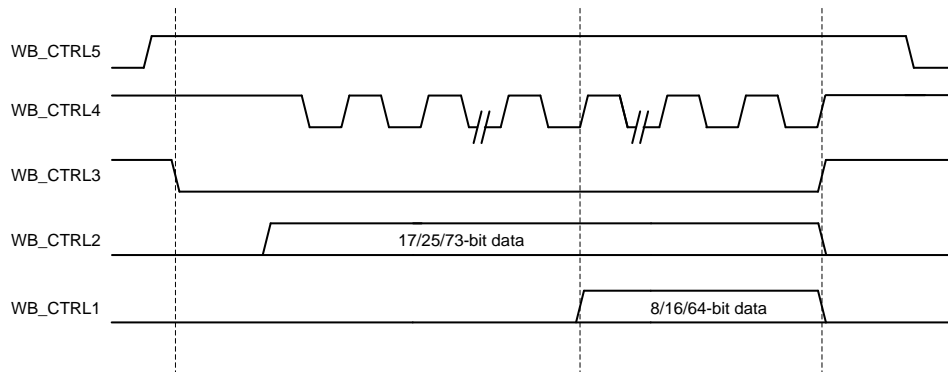 WB_CTRL5
WB_CTRL4
WB_CTRL3
WB_CTRL2
17/25/73-bit data
WB_CTRL1
8/16/64-bit data